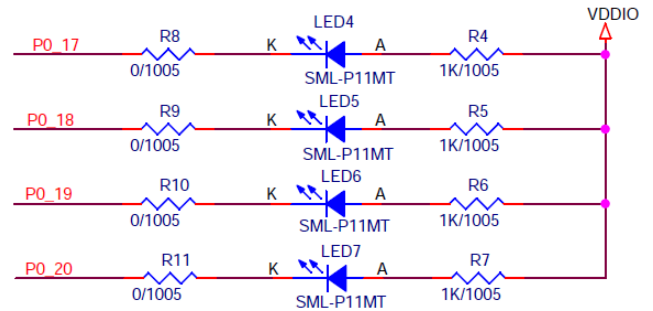 LED4 VDDIO
P0_17 R8 K A R4
0/1005 SML-P11MT 1K/1005
LED5
P0_18 R9 K A R5
0/1005 SML-P11MT 1K/1005
LED6
P0_19 R10 K A R6
0/1005 SML-P11MT 1K/1005
LED7
P0_20 R11 K A R7
0/1005 SML-P11MT 1K/1005